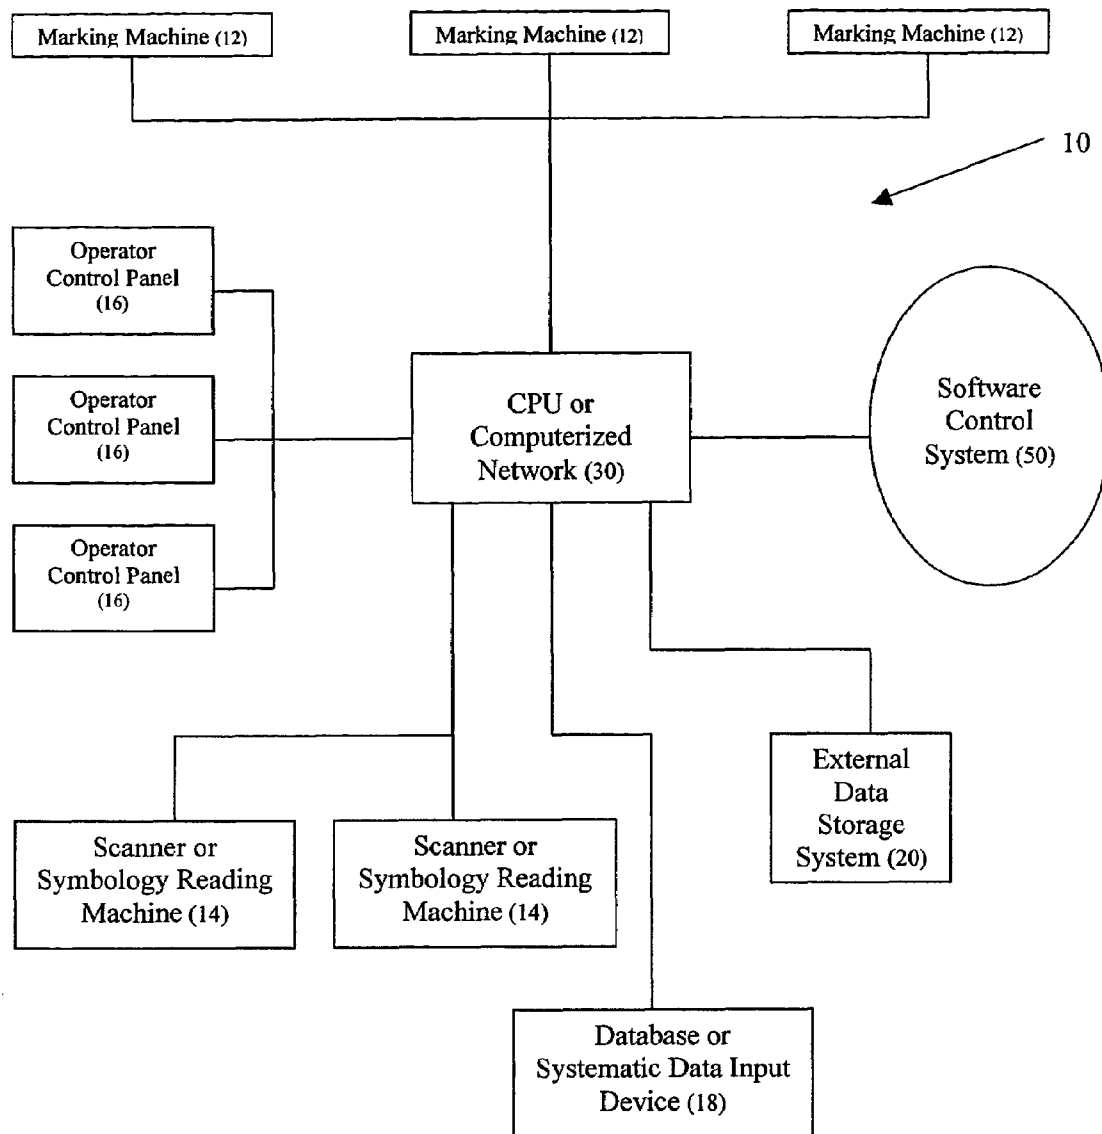 Marking Machine (12)
Marking Machine (12)
Marking Machine (12)
10
Operator
Control Panel
(16)
Operator
Control Panel
(16)
Operator
Control Panel
(16)
CPU or
Computerized
Network (30)
Software
Control
System (50)
External
Data
Storage
System (20)
Scanner or
Symbology Reading
Machine (14)
Scanner or
Symbology Reading
Machine (14)
Database or
Systematic Data Input
Device (18)